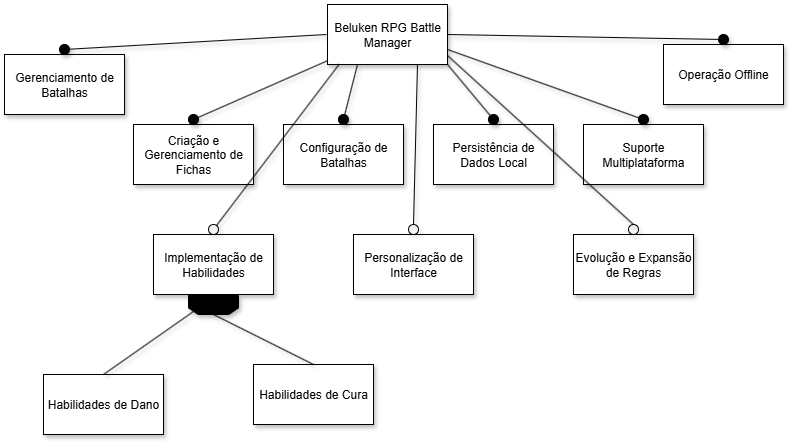 Beluken RPG Battle
Manager
Gerenciamento de
Batalhas
Operação Offline
Criação e
Gerenciamento de
Fichas
Configuração de
Batalhas
Persistência de
Dados Local
Suporte
Multiplataforma
Implementação de
Habilidades
Personalização de
Interface
Evolução e Expansão
de Regras
Habilidades de Dano
Habilidades de Cura